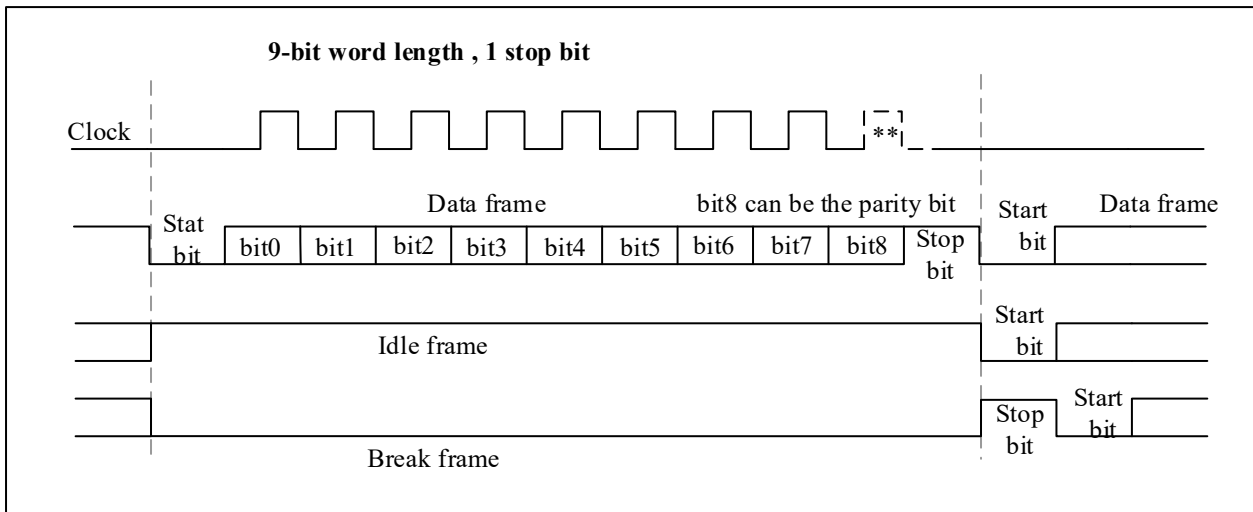 9-bit word length , 1 stop bit
Clock
**
Data frame
bit8 can be the parity bit
Data frame
Stat
bit
bit0
bit1
bit2
bit3
bit4
bit5
bit6
bit7
bit8
Stop
bit
Start
bit
Idle frame
Start
bit
Stop
bit
Start
bit
Break frame